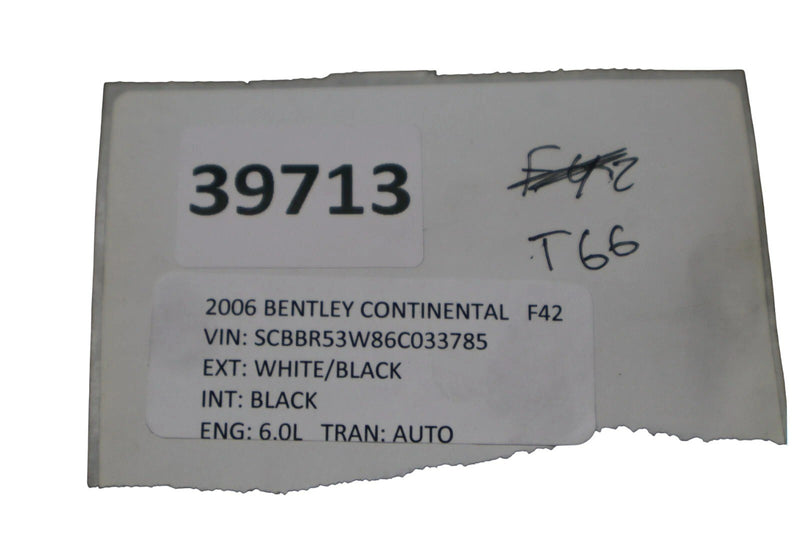 39713
F42
T66
2006 BENTLEY CONTINENTAL F42
VIN: SCBBR53W86C033785
EXT: WHITE/BLACK
INT: BLACK
ENG: 6.0L TRAN: AUTO